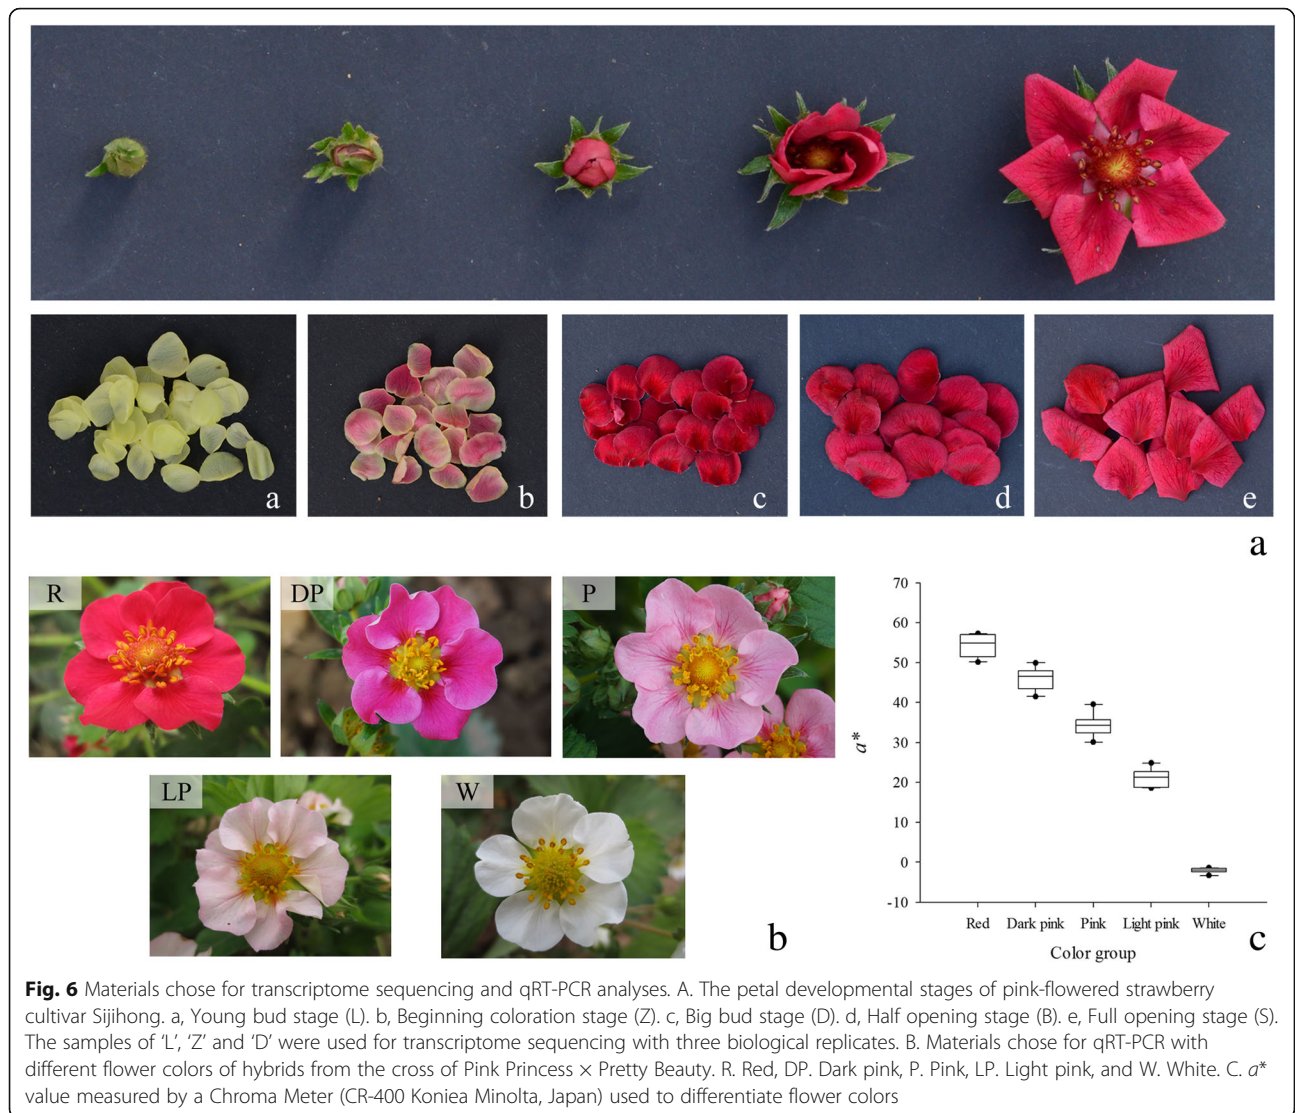 a
b
c
d
e
a
R
DP
P
LP
W
b
70
60
50
40
30
20
10
0
-10
a*
Red Dark pink Pink Light pink White
Color group
c
Fig. 6 Materials chose for transcriptome sequencing and qRT-PCR analyses. A. The petal developmental stages of pink-flowered strawberry
cultivar Sijihong. a, Young bud stage (L). b, Beginning coloration stage (Z). c, Big bud stage (D). d, Half opening stage (B). e, Full opening stage (S).
The samples of ‘L’, ‘Z’ and ‘D’ were used for transcriptome sequencing with three biological replicates. B. Materials chose for qRT-PCR with
different flower colors of hybrids from the cross of Pink Princess × Pretty Beauty. R. Red, DP. Dark pink, P. Pink, LP. Light pink, and W. White. C. a*
value measured by a Chroma Meter (CR-400 Koniea Minolta, Japan) used to differentiate flower colors